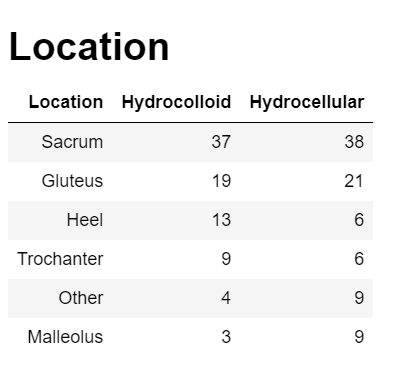 Location
Location Hydrocolloid Hydrocellular
Sacrum 37 38
Gluteus 19 21
Heel 13 6
Trochanter 9 6
Other 4 9
Malleolus 3 9